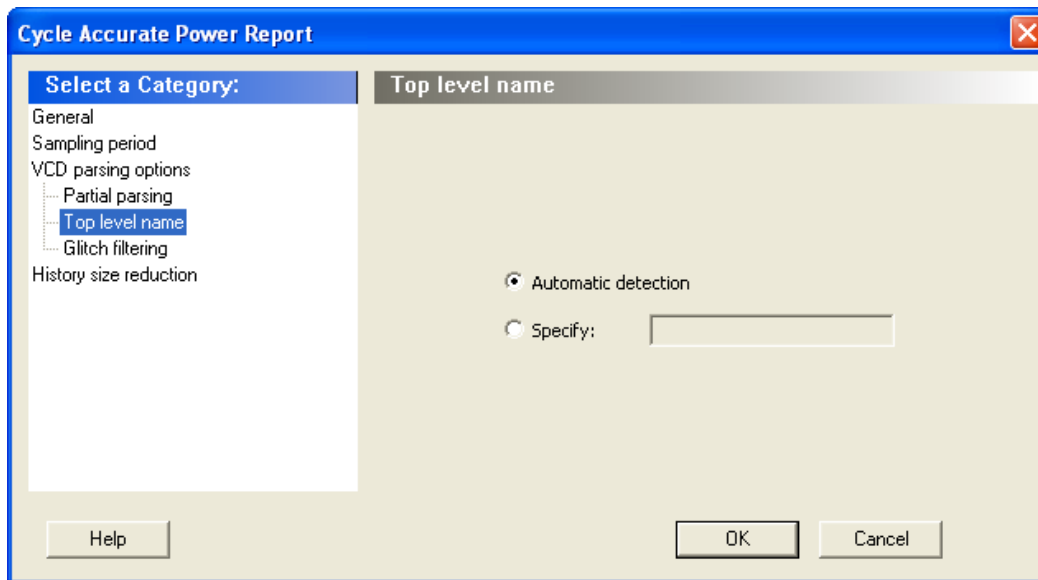 Cycle Accurate Power Report
Select a Category:
General
Sampling period
VCD parsing options
Partial parsing
Top level name
Glitch filtering
History size reduction
Top level name
Automatic detection
Specify:
Help
OK
Cancel